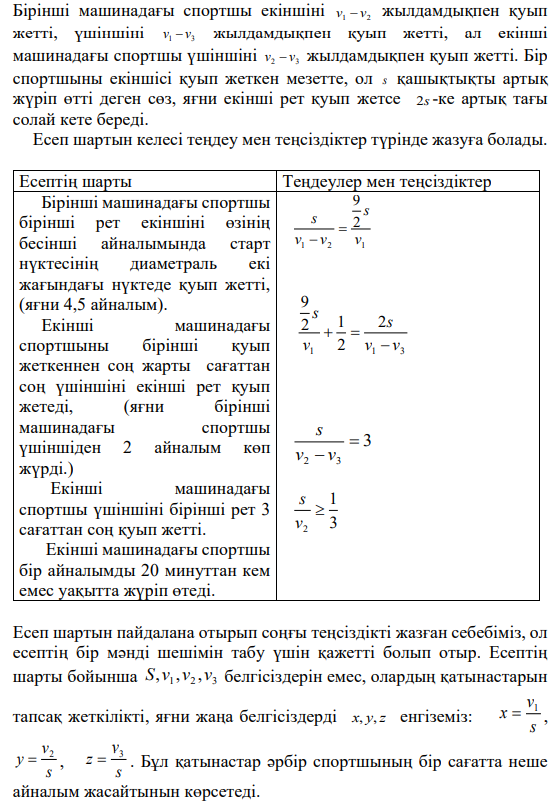 Бірінші машинадағы спортшы екіншіні v₁ − v₂ жылдамдықпен қуып
жетті, үшіншіні v₁ − v₃ жылдамдықпен қуып жетті, ал екінші
машинадағы спортшы үшіншіні v₂ − v₃ жылдамдықпен қуып жетті. Бір
спортшыны екіншісі қуып жеткен мезетте, ол s қашықтықты артық
жүріп өтті деген сөз, яғни екінші рет қуып жетсе 2s-ке артық тағы
солай кете береді.
Есеп шартын келесі теңдеу мен теңсіздіктер түрінде жазуға болады.
Есептің шарты
Теңдеулер мен теңсіздіктер
Бірінші машинадағы спортшы
бірінші рет екіншіні өзінің
бесінші айналымында старт
нүктесінің диаметраль екі
жағындағы нүктеде қуып жетті,
(яғни 4,5 айналым).
Екінші машинадағы
спортшыны бірінші қуып
жеткеннен соң жарты сағаттан
соң үшіншіні екінші рет қуып
жетеді, (яғни бірінші
машинадағы спортшы
үшіншіден 2 айналым көп
жүрді.)
Екінші машинадағы
спортшы үшіншіні бірінші рет 3
сағаттан соң қуып жетті.
Екінші машинадағы спортшы
бір айналымды 20 минуттан кем
емес уақытта жүріп өтеді.
s/(v₁ − v₂) = (9/2 s)/v₁
(9/2 s)/v₁ + 1/2 = 2s/(v₁ − v₃)
s/(v₂ − v₃) = 3
s/v₂ ≥ 1/3
Есеп шартын пайдалана отырып соңғы теңсіздікті жазған себебіміз, ол
есептің бір мәнді шешімін табу үшін қажетті болып отыр. Есептің
шарты бойынша S, v₁, v₂, v₃ белгісіздерін емес, олардың қатынастарын
тапсақ жеткілікті, яғни жаңа белгісіздерді x, y, z енгіземіз: x = v₁/s ,
y = v₂/s , z = v₃/s . Бұл қатынастар әрбір спортшының бір сағатта неше
айналым жасайтынын көрсетеді.